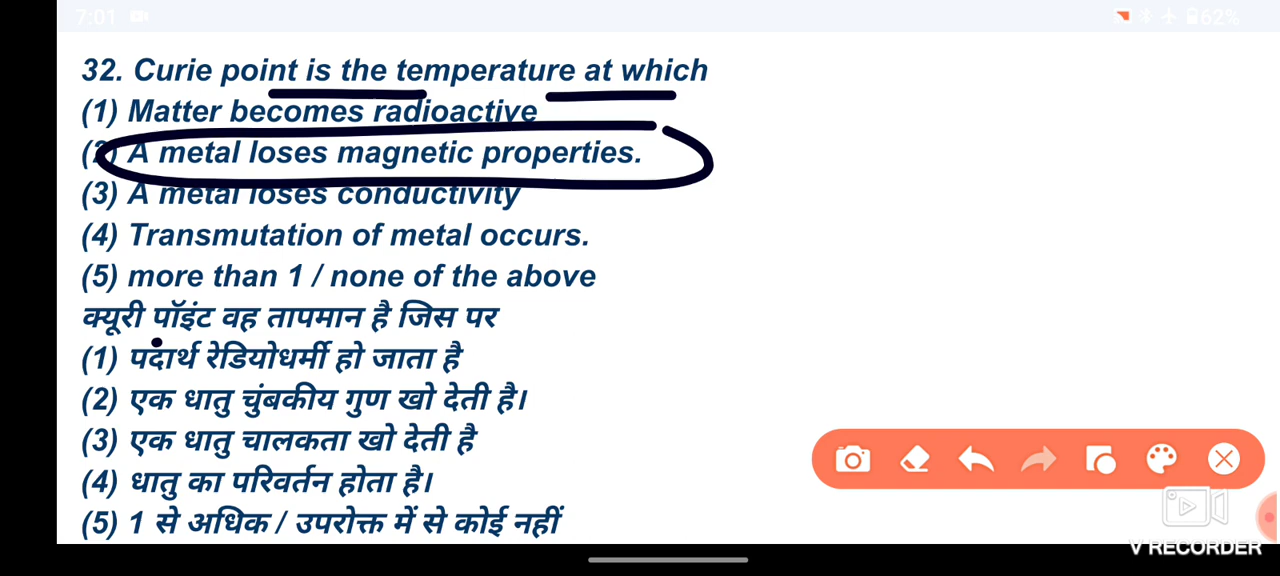 7:01
62%
32. Curie point is the temperature at which
(1) Matter becomes radioactive
(2) A metal loses magnetic properties.
(3) A metal loses conductivity
(4) Transmutation of metal occurs.
(5) more than 1 / none of the above
क्यूरी पॉइंट वह तापमान है जिस पर
(1) पदार्थ रेडियोधर्मी हो जाता है
(2) एक धातु चुंबकीय गुण खो देती है।
(3) एक धातु चालकता खो देती है
(4) धातु का परिवर्तन होता है।
(5) 1 से अधिक / उपरोक्त में से कोई नहीं
V RECORDER